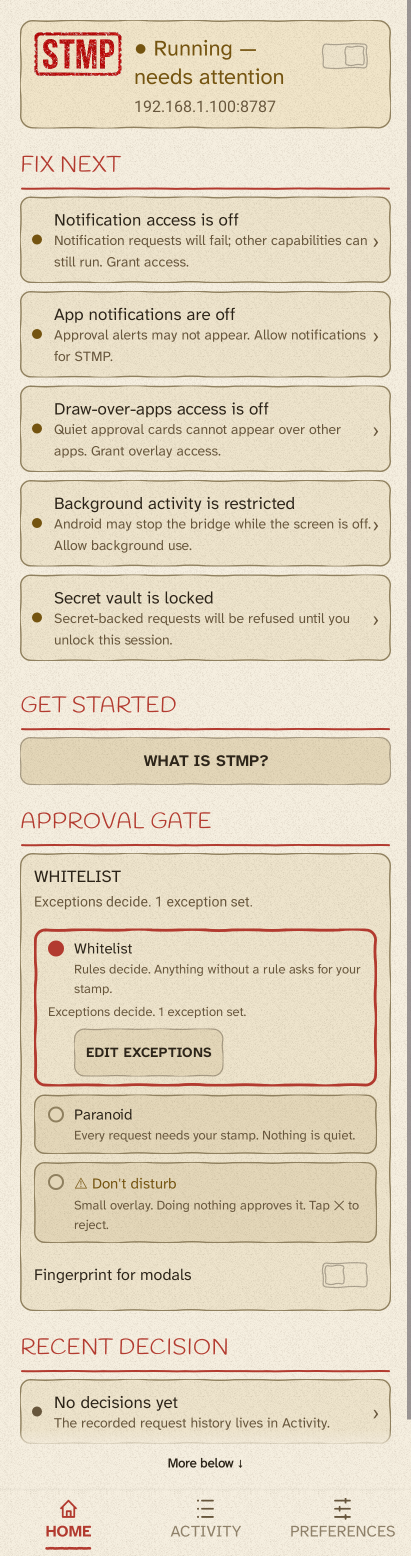 STMP
● Running —
needs attention
192.168.1.100:8787
FIX NEXT
Notification access is off
Notification requests will fail; other capabilities can
still run. Grant access.
App notifications are off
Approval alerts may not appear. Allow notifications
for STMP.
Draw-over-apps access is off
Quiet approval cards cannot appear over other
apps. Grant overlay access.
Background activity is restricted
Android may stop the bridge while the screen is off.
Allow background use.
Secret vault is locked
Secret-backed requests will be refused until you
unlock this session.
GET STARTED
WHAT IS STMP?
APPROVAL GATE
WHITELIST
Exceptions decide. 1 exception set.
Whitelist
Rules decide. Anything without a rule asks for your
stamp.
Exceptions decide. 1 exception set.
EDIT EXCEPTIONS
Paranoid
Every request needs your stamp. Nothing is quiet.
⚠ Don't disturb
Small overlay. Doing nothing approves it. Tap ✕ to
reject.
Fingerprint for modals
RECENT DECISION
No decisions yet
The recorded request history lives in Activity.
More below ↓
HOME
ACTIVITY
PREFERENCES